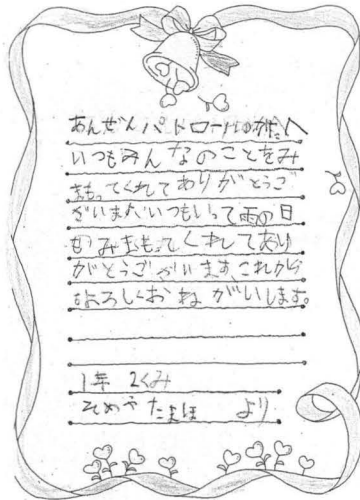 あんぜんパトロールのかたへ
いつもみんなのことをみ
まもってくれてありがとうご
ざいます。いつもいって雨の日
もみまもってくれてあり
がとうございます。これから
もよろしくおねがいします。
1年 2くみ
そめや たまほ より